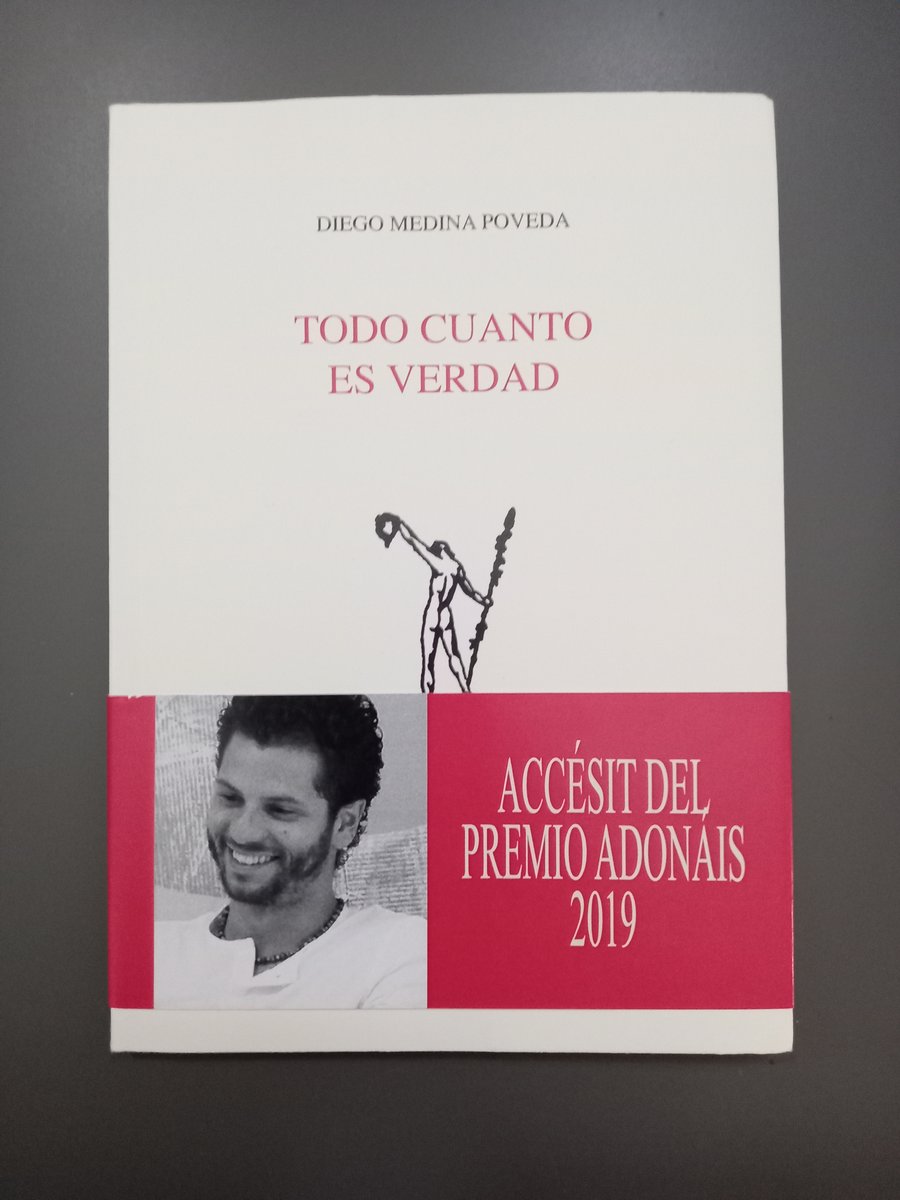 DIEGO MEDINA POVEDA
TODO CUANTO
ES VERDAD
ACCÉSIT DEL
PREMIO ADONÁIS
2019